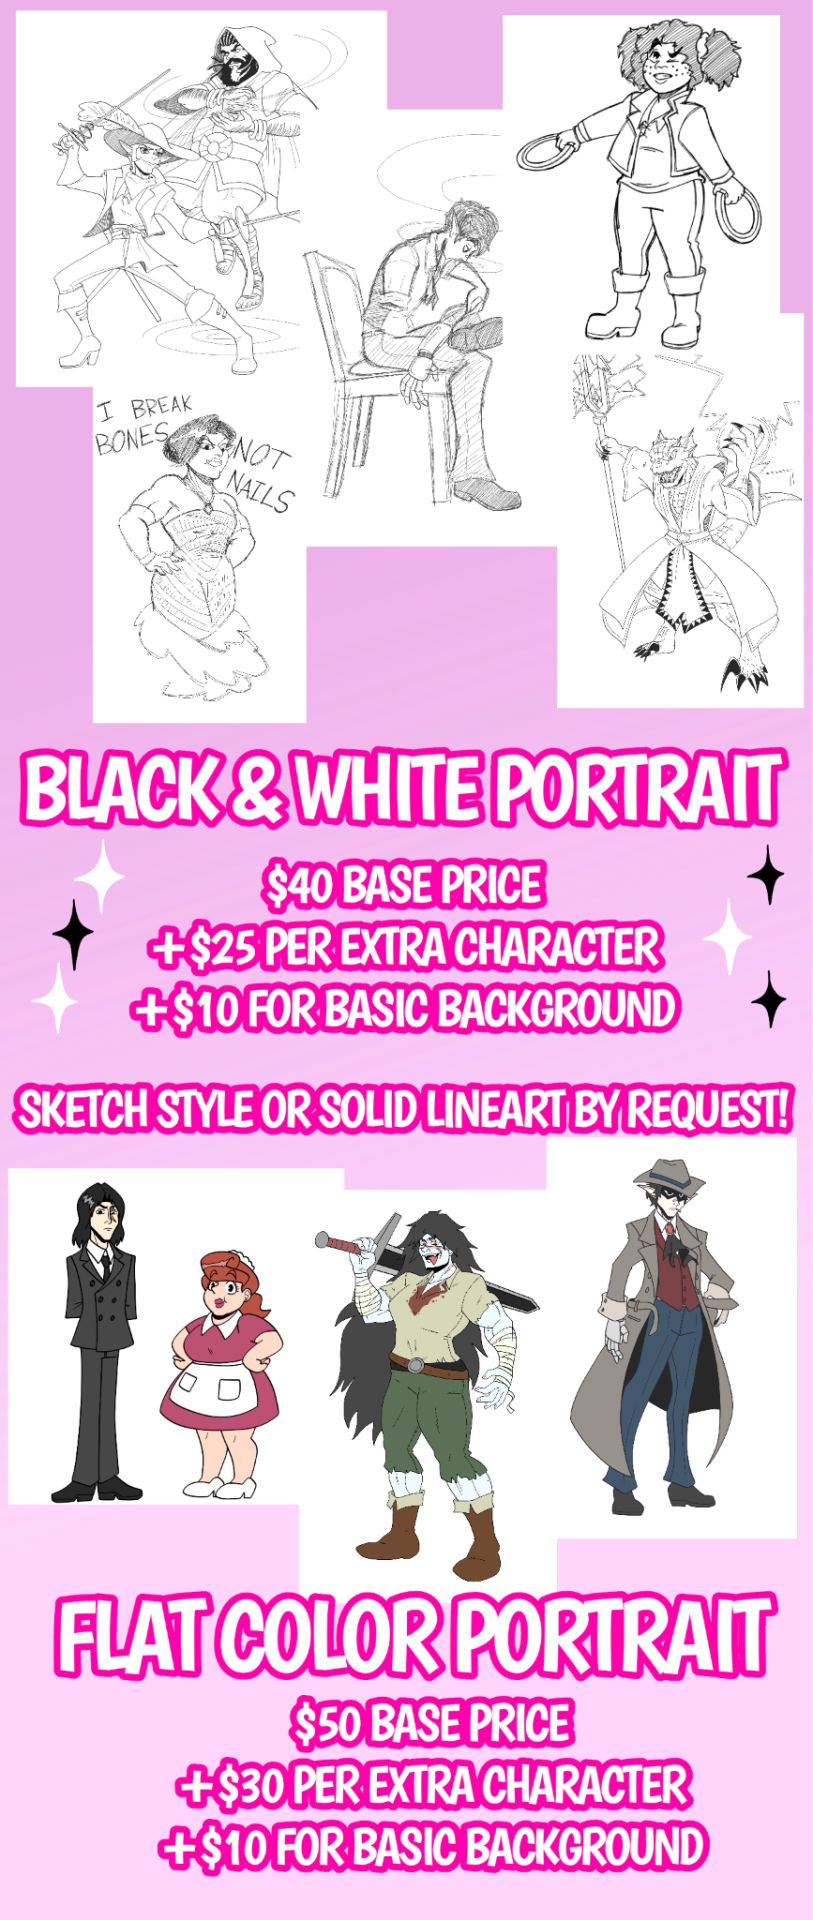 I BREAK
BONES
NOT
NAILS
BLACK & WHITE PORTRAIT
$40 BASE PRICE
+$25 PER EXTRA CHARACTER
+$10 FOR BASIC BACKGROUND
SKETCH STYLE OR SOLID LINEART BY REQUEST!
FLAT COLOR PORTRAIT
$50 BASE PRICE
+$30 PER EXTRA CHARACTER
+$10 FOR BASIC BACKGROUND